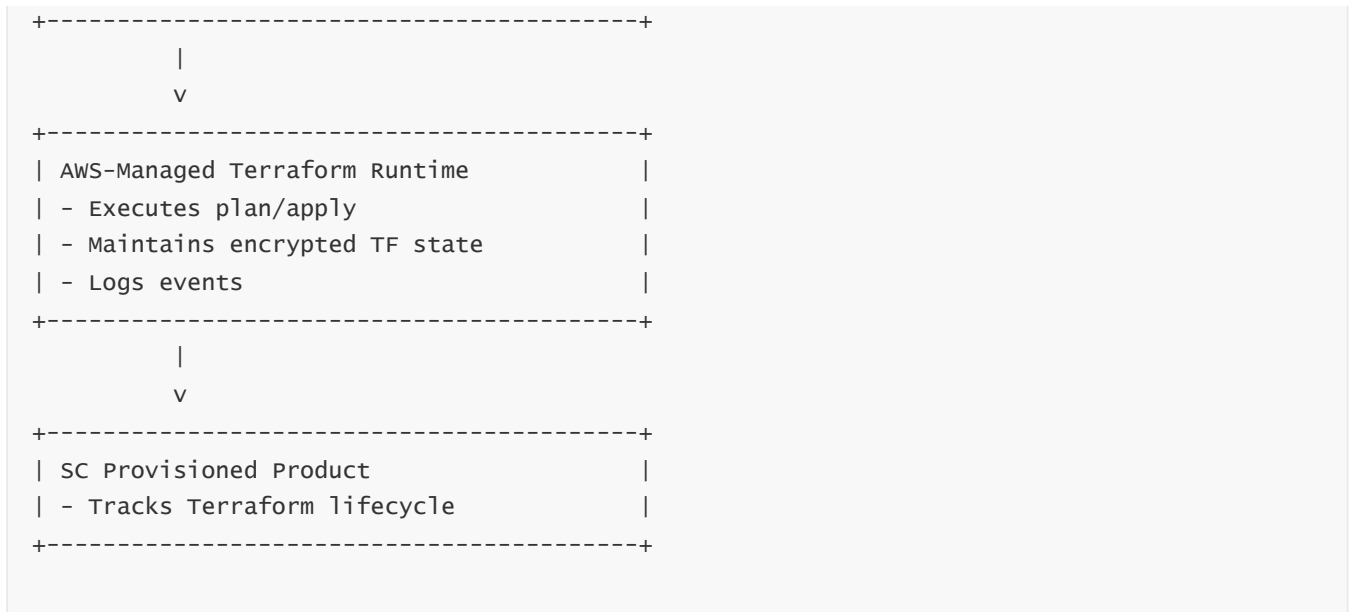 +------------------------------------------+
|
v
+------------------------------------------+
| AWS-Managed Terraform Runtime |
| - Executes plan/apply |
| - Maintains encrypted TF state |
| - Logs events |
+------------------------------------------+
|
v
+------------------------------------------+
| SC Provisioned Product |
| - Tracks Terraform lifecycle |
+------------------------------------------+